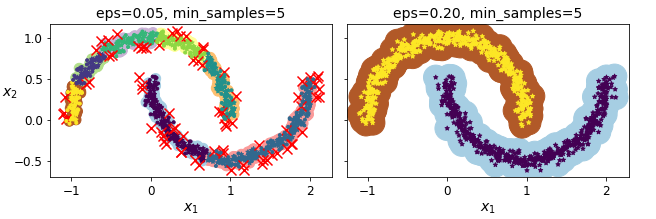 eps=0.05, min_samples=5
eps=0.20, min_samples=5
x₂
1.0
0.5
0.0
−0.5
−1 0 1 2
−1 0 1 2
x₁
x₁